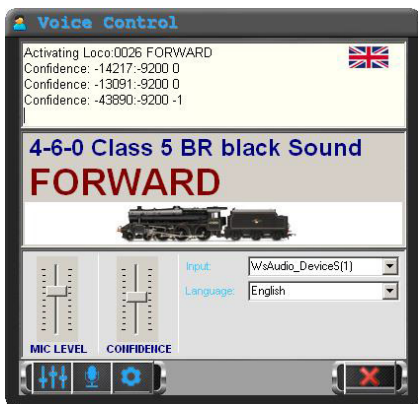 Voice Control
Activating Loco:0026 FORWARD
Confidence: -14217:-9200 0
Confidence: -13091:-9200 0
Confidence: -43890:-9200 -1
4-6-0 Class 5 BR black Sound
FORWARD
Input: WsAudio_DeviceS(1)
Language: English
MIC LEVEL CONFIDENCE